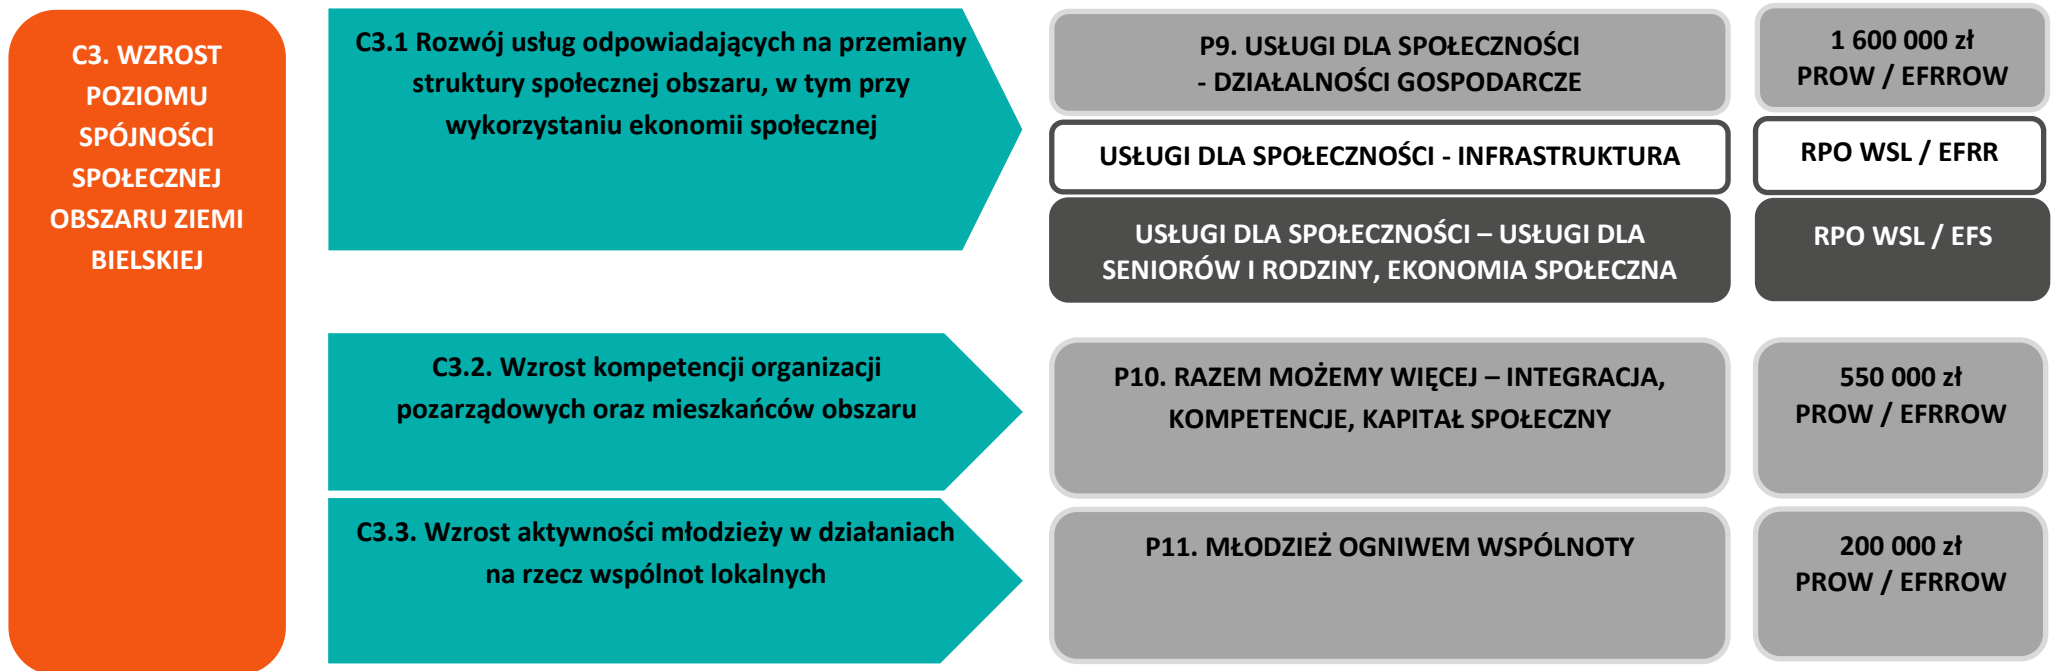 C3. WZROST
POZIOMU
SPÓJNOŚCI
SPOŁECZNEJ
OBSZARU ZIEMI
BIELSKIEJ
C3.1 Rozwój usług odpowiadających na przemiany
struktury społecznej obszaru, w tym przy
wykorzystaniu ekonomii społecznej
P9. USŁUGI DLA SPOŁECZNOŚCI
- DZIAŁALNOŚCI GOSPODARCZE
1 600 000 zł
PROW / EFRROW
USŁUGI DLA SPOŁECZNOŚCI - INFRASTRUKTURA
RPO WSL / EFRR
USŁUGI DLA SPOŁECZNOŚCI – USŁUGI DLA
SENIORÓW I RODZINY, EKONOMIA SPOŁECZNA
RPO WSL / EFS
C3.2. Wzrost kompetencji organizacji
pozarządowych oraz mieszkańców obszaru
P10. RAZEM MOŻEMY WIĘCEJ – INTEGRACJA,
KOMPETENCJE, KAPITAŁ SPOŁECZNY
550 000 zł
PROW / EFRROW
C3.3. Wzrost aktywności młodzieży w działaniach
na rzecz wspólnot lokalnych
P11. MŁODZIEŻ OGNIWEM WSPÓLNOTY
200 000 zł
PROW / EFRROW